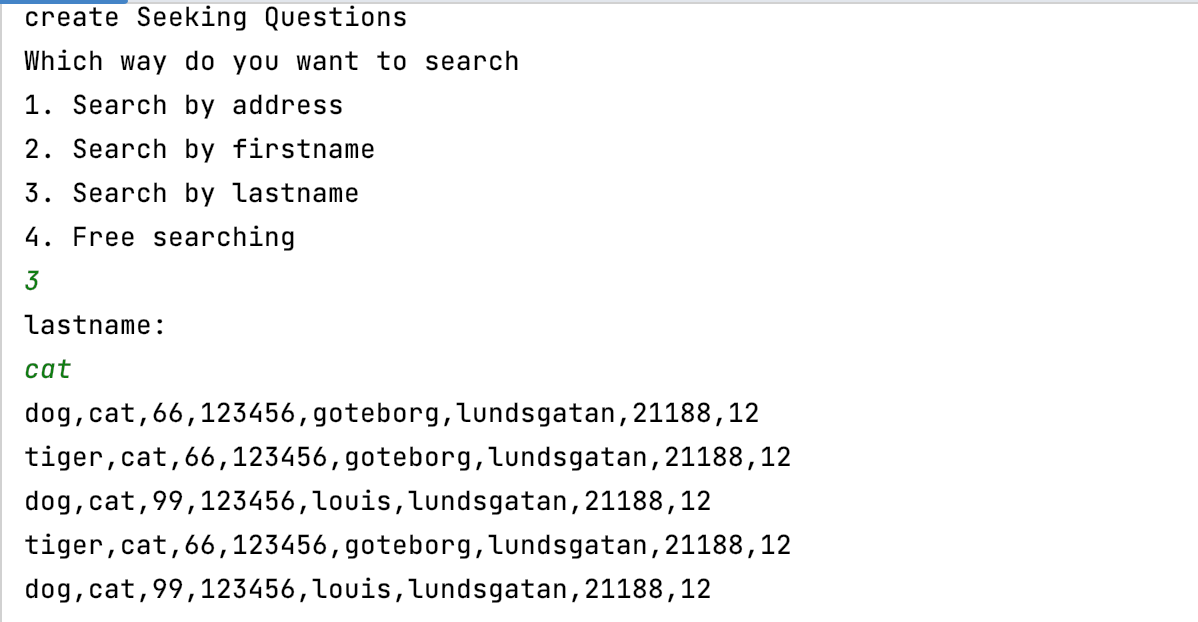 create Seeking Questions
Which way do you want to search
1. Search by address
2. Search by firstname
3. Search by lastname
4. Free searching
3
lastname:
cat
dog,cat,66,123456,goteborg,lundsgatan,21188,12
tiger,cat,66,123456,goteborg,lundsgatan,21188,12
dog,cat,99,123456,louis,lundsgatan,21188,12
tiger,cat,66,123456,goteborg,lundsgatan,21188,12
dog,cat,99,123456,louis,lundsgatan,21188,12